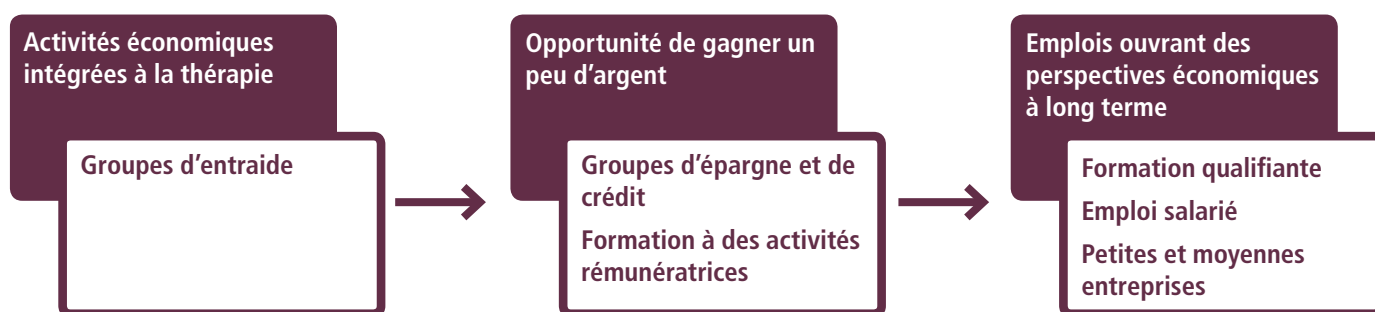 Activités économiques
intégrées à la thérapie
Groupes d'entraide
Opportunité de gagner un
peu d'argent
Groupes d'épargne et de
crédit
Formation à des activités
rémunératrices
Emplois ouvrant des
perspectives économiques
à long terme
Formation qualifiante
Emploi salarié
Petites et moyennes
entreprises